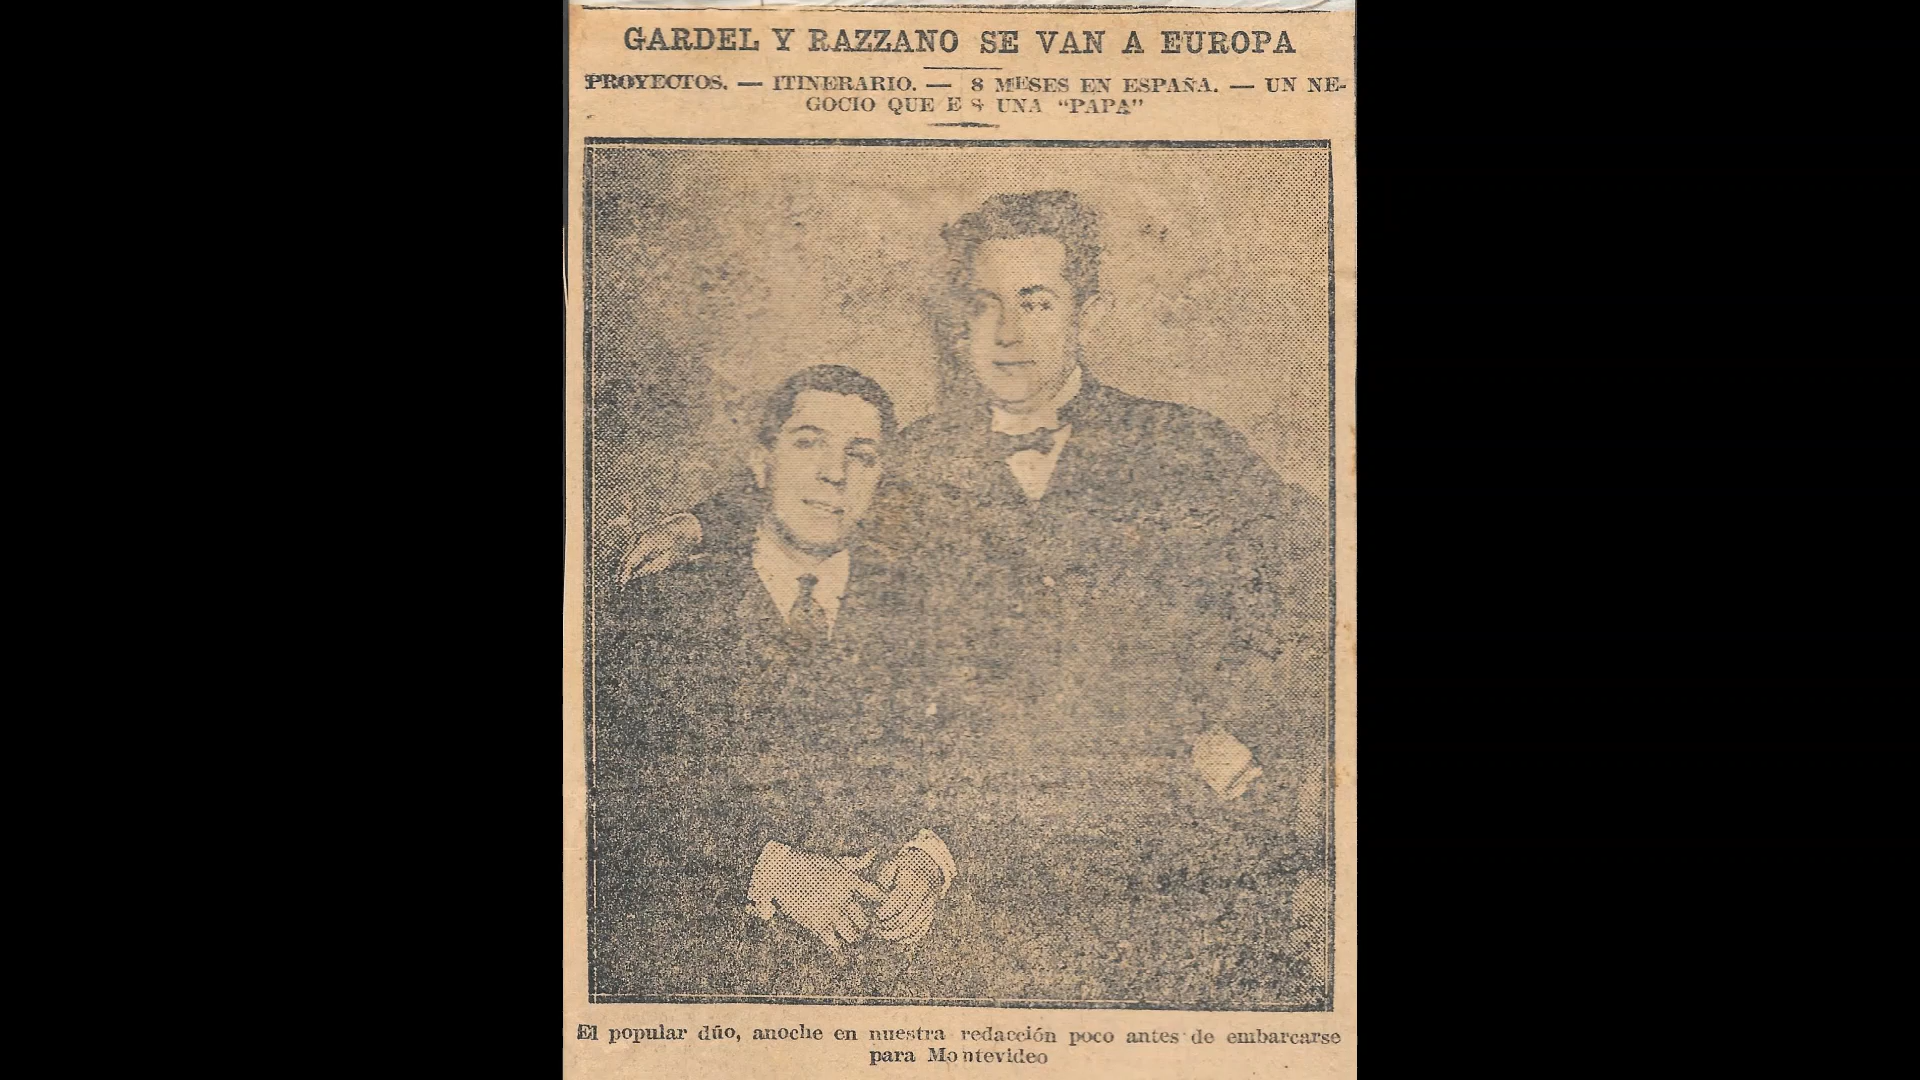 GARDEL Y RAZZANO SE VAN A EUROPA
PROYECTOS. — ITINERARIO. — 8 MESES EN ESPAÑA. — UN NE-
GOCIO QUE ES UNA “PAPA”
El popular dúo, anoche en nuestra redacción poco antes de embarcarse
para Montevideo